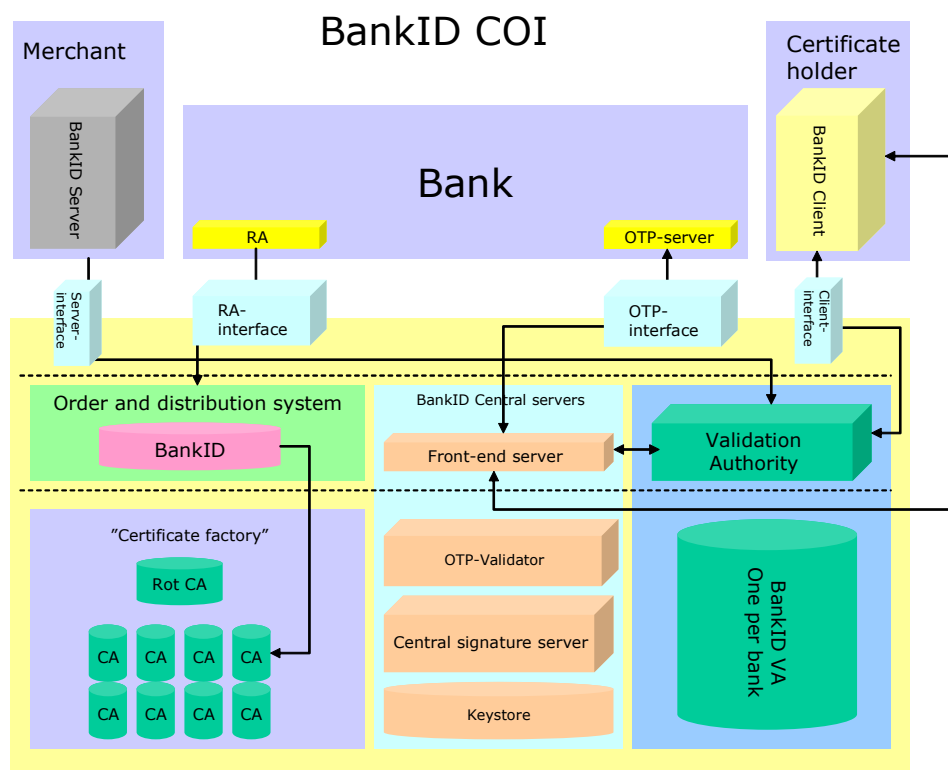 BankID COI
Merchant
BankID Server
Bank
RA
OTP-server
Certificate
holder
BankID Client
Server-
interface
RA-
interface
OTP-
interface
Client-
interface
Order and distribution system
BankID
BankID Central servers
Front-end server
Validation
Authority
”Certificate factory”
Rot CA
CA CA CA CA
CA CA CA CA
OTP-Validator
Central signature server
Keystore
BankID VA
One per bank